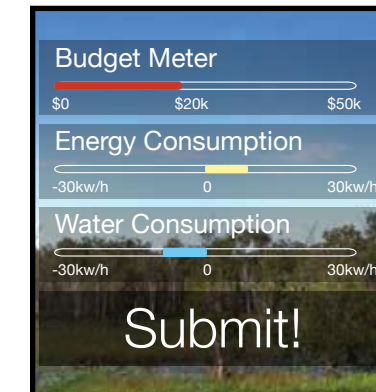 Budget Meter
$0 $20k $50k
Energy Consumption
-30kw/h 0 30kw/h
Water Consumption
-30kw/h 0 30kw/h
Submit!